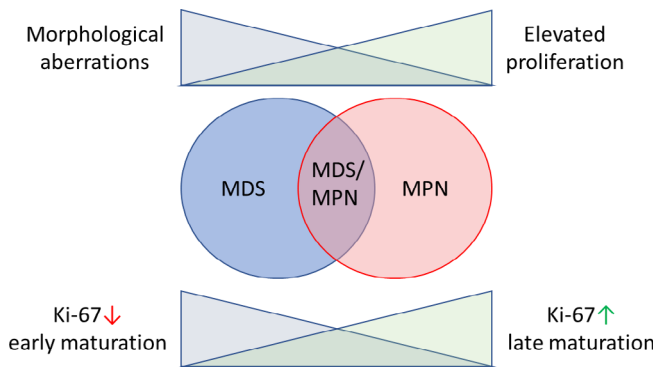 Morphological
aberrations
Elevated
proliferation
MDS
MDS/
MPN
MPN
Ki-67↓
early maturation
Ki-67↑
late maturation